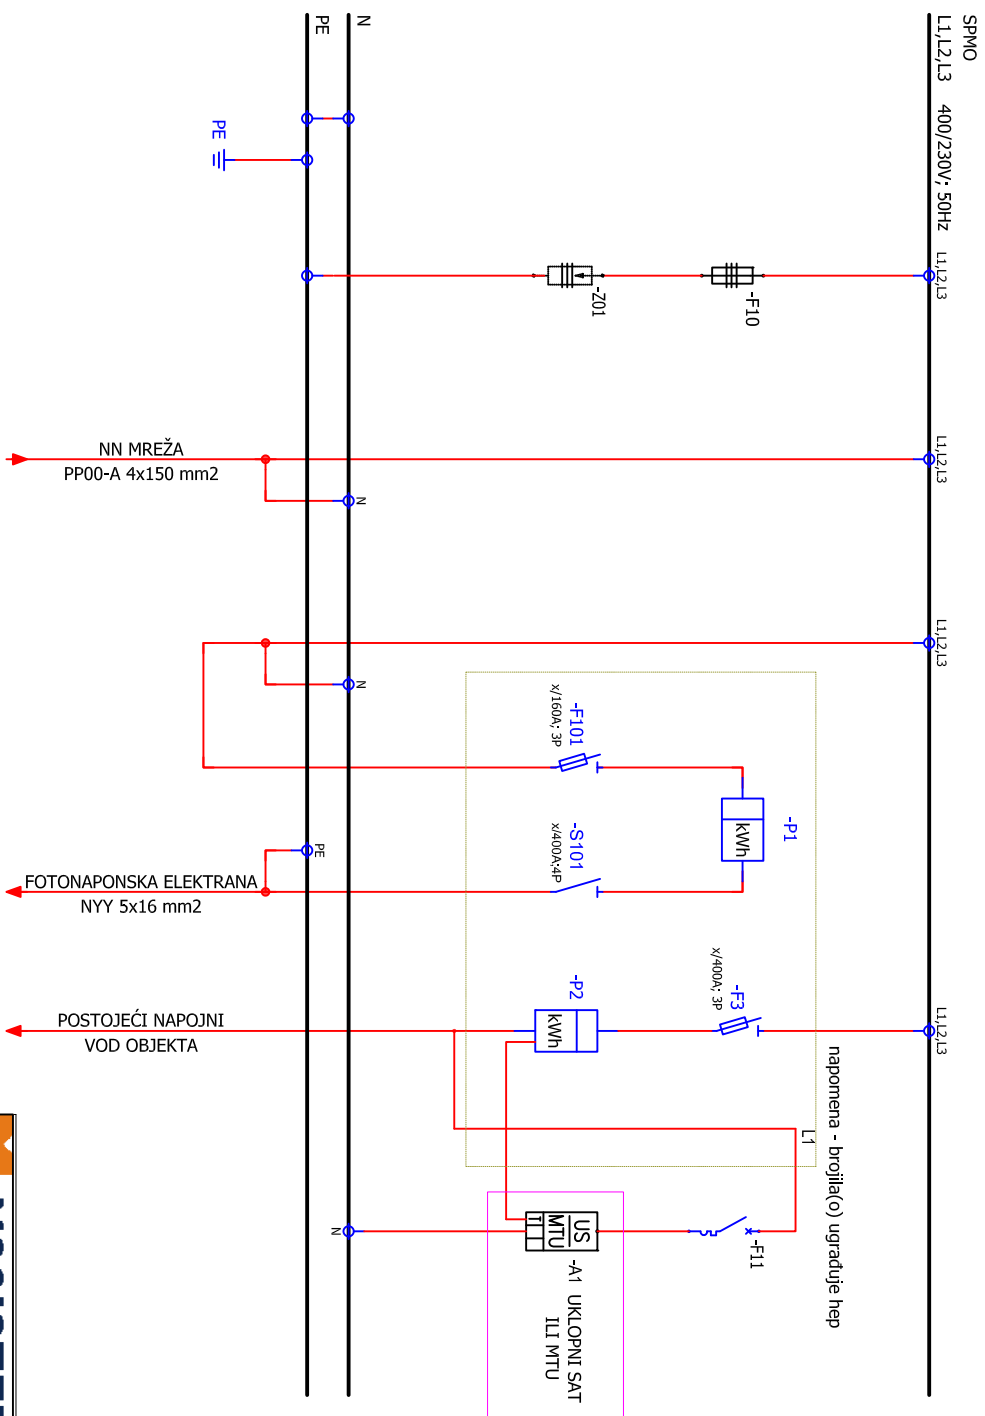 SPMO
L1,L2,L3 400/230V; 50Hz
N
PE
PE
L1,L2,L3
-F10
-Z01
L1,L2,L3
NN MREŽA
PP00-A 4x150 mm2
N
L1,L2,L3
N
-F101
x/160A; 3P
-P1
kWh
-S101
x/400A;4P
PE
FOTONAPONSKA ELEKTRANA
NYY 5x16 mm2
L1,L2,L3
-F3
x/400A; 3P
-P2
kWh
POSTOJEĆI NAPOJNI
VOD OBJEKTA
napomena - brojila(o) ugrađuje hep
L1
-F11
US
MTU
-A1 UKLOPNI SAT
ILI MTU
N